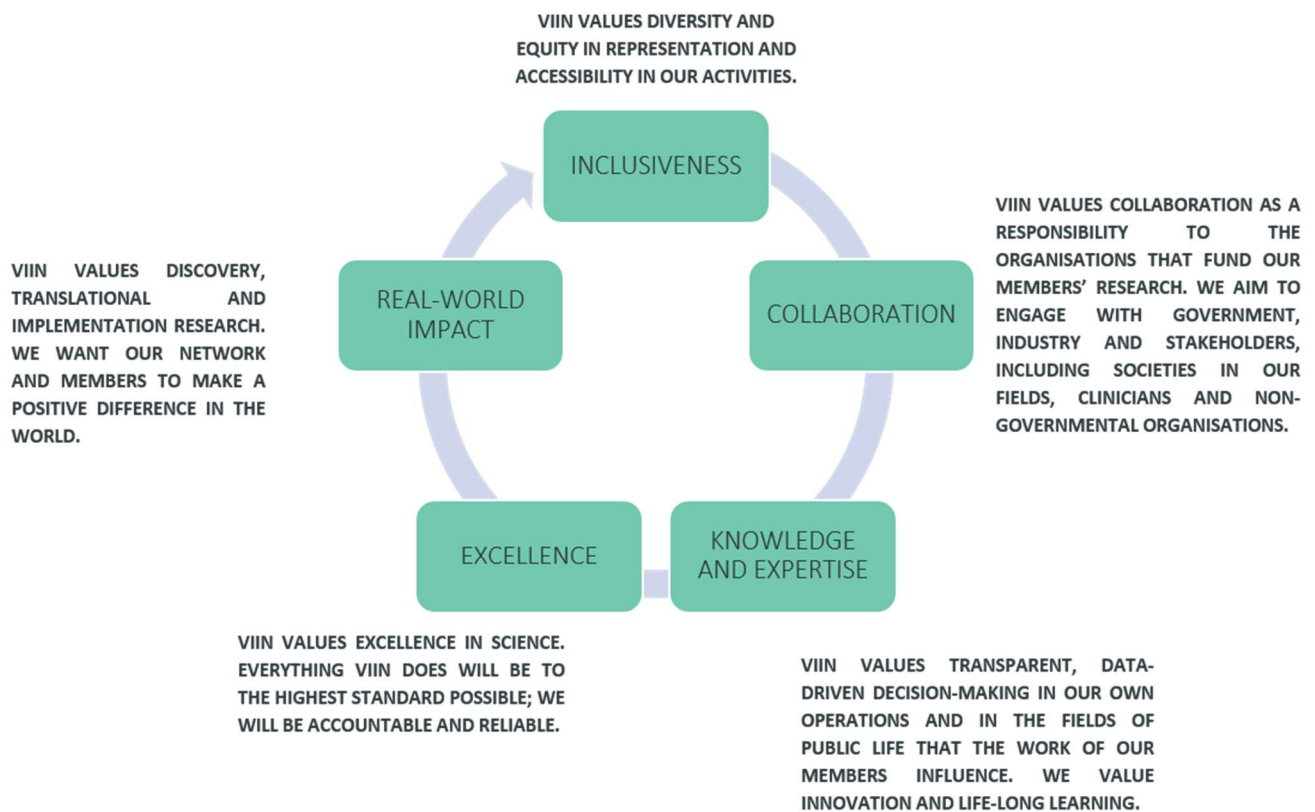 VIIN VALUES DIVERSITY AND
EQUITY IN REPRESENTATION AND
ACCESSIBILITY IN OUR ACTIVITIES.
INCLUSIVENESS
VIIN VALUES COLLABORATION AS A
RESPONSIBILITY TO THE
ORGANISATIONS THAT FUND OUR
MEMBERS’ RESEARCH. WE AIM TO
ENGAGE WITH GOVERNMENT,
INDUSTRY AND STAKEHOLDERS,
INCLUDING SOCIETIES IN OUR
FIELDS, CLINICIANS AND NON-
GOVERNMENTAL ORGANISATIONS.
COLLABORATION
KNOWLEDGE
AND EXPERTISE
VIIN VALUES TRANSPARENT, DATA-
DRIVEN DECISION-MAKING IN OUR OWN
OPERATIONS AND IN THE FIELDS OF
PUBLIC LIFE THAT THE WORK OF OUR
MEMBERS INFLUENCE. WE VALUE
INNOVATION AND LIFE-LONG LEARNING.
EXCELLENCE
VIIN VALUES EXCELLENCE IN SCIENCE.
EVERYTHING VIIN DOES WILL BE TO
THE HIGHEST STANDARD POSSIBLE; WE
WILL BE ACCOUNTABLE AND RELIABLE.
REAL-WORLD
IMPACT
VIIN VALUES DISCOVERY,
TRANSLATIONAL AND
IMPLEMENTATION RESEARCH.
WE WANT OUR NETWORK
AND MEMBERS TO MAKE A
POSITIVE DIFFERENCE IN THE
WORLD.